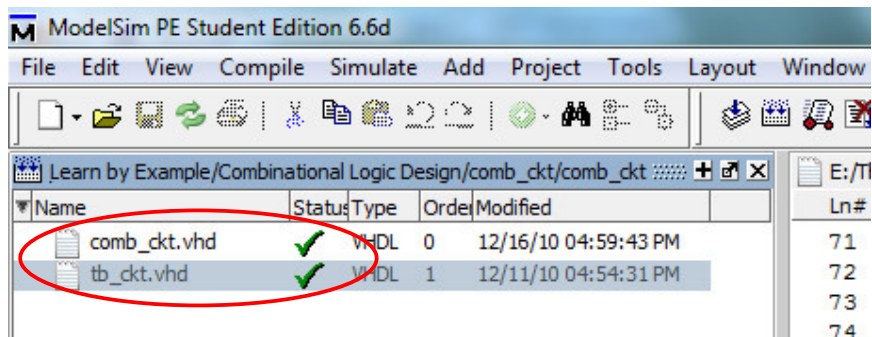 ModelSim PE Student Edition 6.6d
File Edit View Compile Simulate Add Project Tools Layout Window
Learn by Example/Combinational Logic Design/comb_ckt/comb_ckt
E:/Tl
Name Status Type Order Modified
Ln#
comb_ckt.vhd VHDL 0 12/16/10 04:59:43 PM
71
tb_ckt.vhd VHDL 1 12/11/10 04:54:31 PM
72
73
74